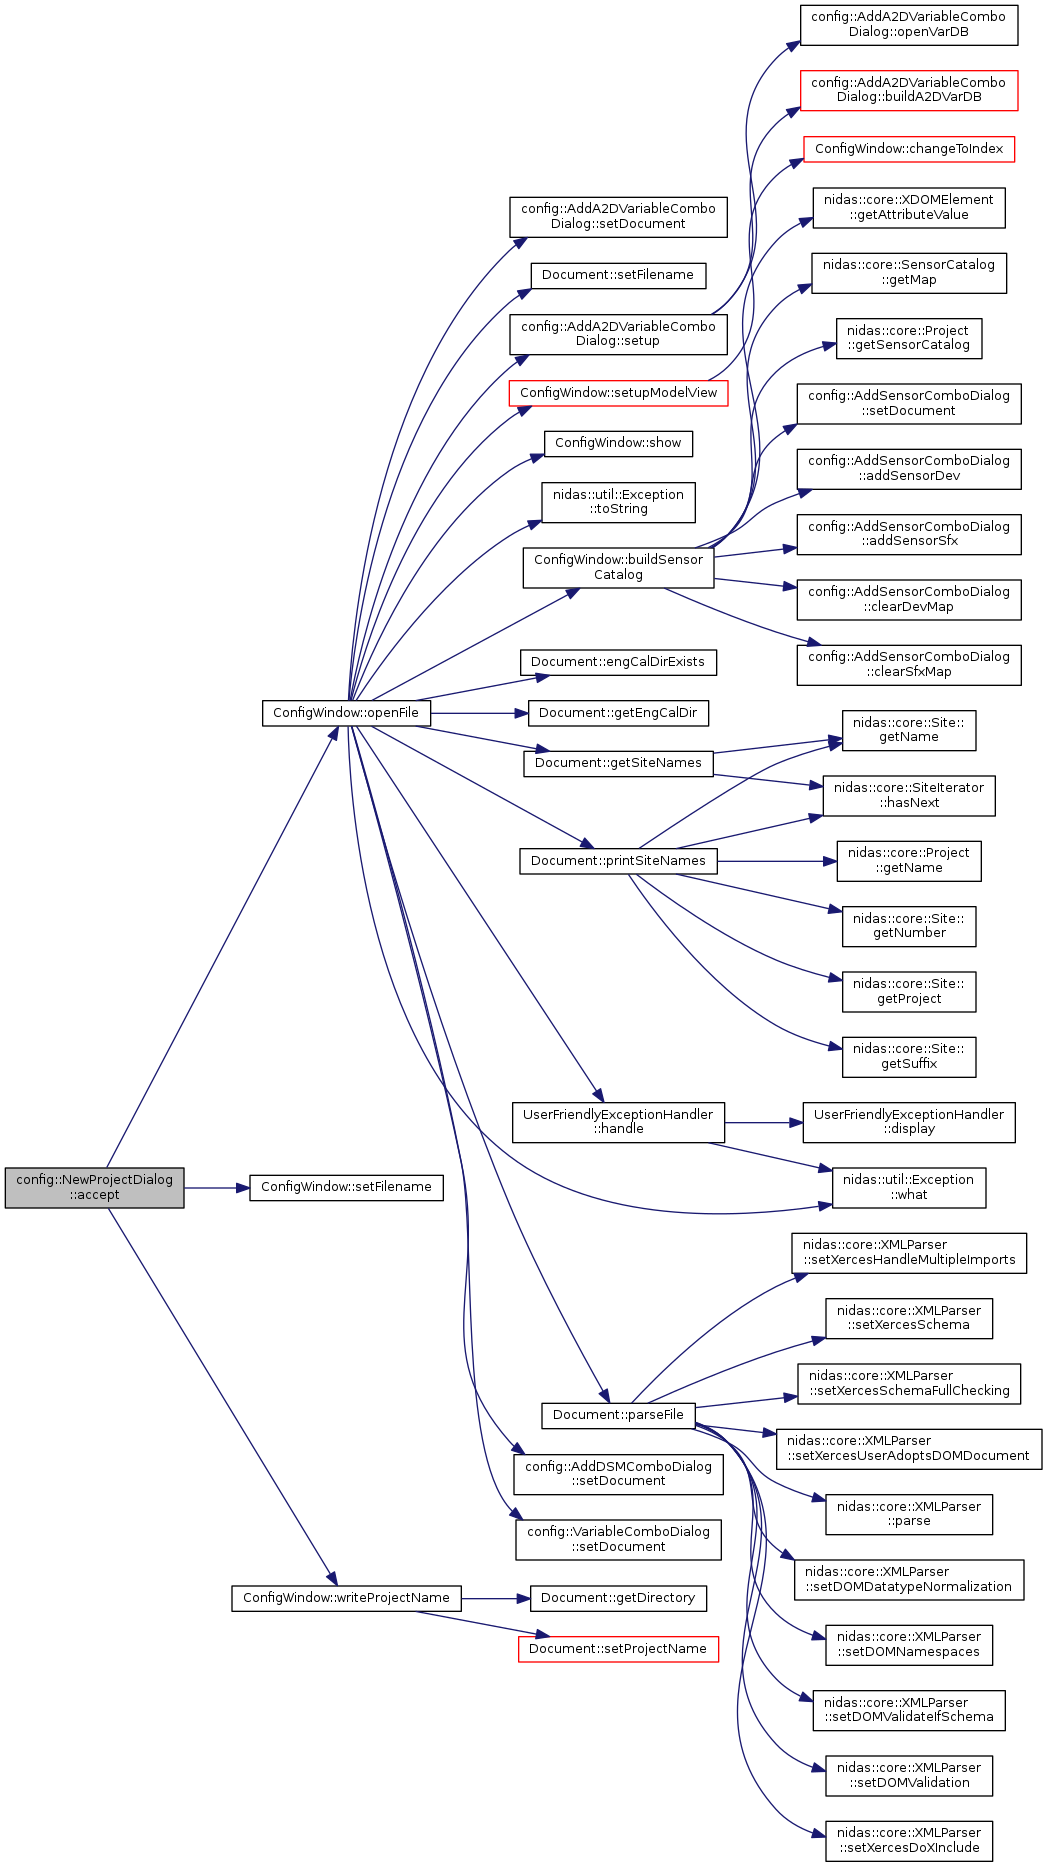 config::AddA2DVariableCombo
Dialog::openVarDB
config::AddA2DVariableCombo
Dialog::buildA2DVarDB
ConfigWindow::changeToIndex
nidas::core::XDOMElement
::getAttributeValue
config::AddA2DVariableCombo
Dialog::setDocument
nidas::core::SensorCatalog
::getMap
Document::setFilename
config::AddA2DVariableCombo
Dialog::setup
nidas::core::Project
::getSensorCatalog
ConfigWindow::setupModelView
config::AddSensorComboDialog
::setDocument
ConfigWindow::show
config::AddSensorComboDialog
::addSensorDev
nidas::util::Exception
::toString
config::AddSensorComboDialog
::addSensorSfx
ConfigWindow::buildSensor
Catalog
config::AddSensorComboDialog
::clearDevMap
Document::engCalDirExists
config::AddSensorComboDialog
::clearSfxMap
ConfigWindow::openFile
Document::getEngCalDir
nidas::core::Site::
getName
Document::getSiteNames
nidas::core::SiteIterator
::hasNext
Document::printSiteNames
nidas::core::Project
::getName
nidas::core::Site::
getNumber
nidas::core::Site::
getProject
nidas::core::Site::
getSuffix
UserFriendlyExceptionHandler
::handle
UserFriendlyExceptionHandler
::display
config::NewProjectDialog
::accept
ConfigWindow::setFilename
nidas::util::Exception
::what
nidas::core::XMLParser
::setXercesHandleMultipleImports
nidas::core::XMLParser
::setXercesSchema
nidas::core::XMLParser
::setXercesSchemaFullChecking
Document::parseFile
nidas::core::XMLParser
::setXercesUserAdoptsDOMDocument
config::AddDSMComboDialog
::setDocument
nidas::core::XMLParser
::parse
config::VariableComboDialog
::setDocument
nidas::core::XMLParser
::setDOMDatatypeNormalization
ConfigWindow::writeProjectName
Document::getDirectory
Document::setProjectName
nidas::core::XMLParser
::setDOMNamespaces
nidas::core::XMLParser
::setDOMValidateIfSchema
nidas::core::XMLParser
::setDOMValidation
nidas::core::XMLParser
::setXercesDoXInclude